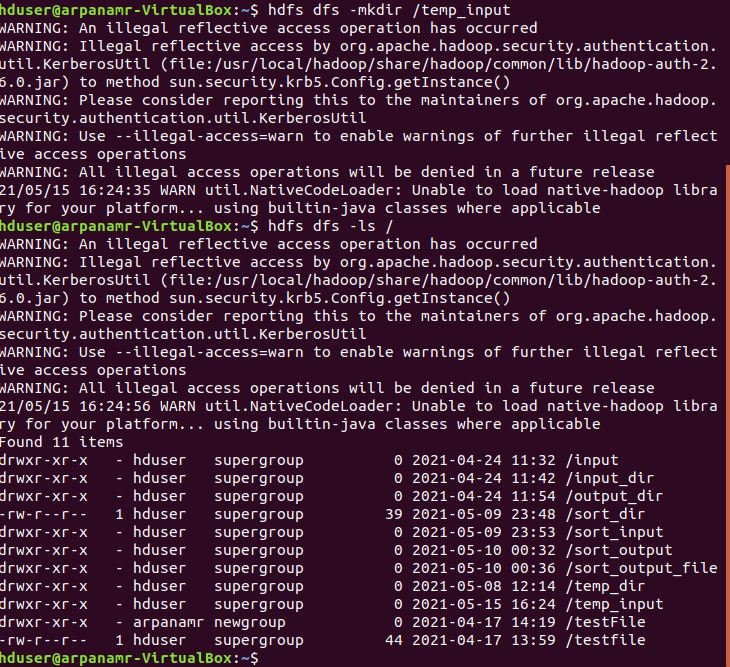 hduser@arpanamr-VirtualBox:~$ hdfs dfs -mkdir /temp_input
WARNING: An illegal reflective access operation has occurred
WARNING: Illegal reflective access by org.apache.hadoop.security.authentication.
util.KerberosUtil (file:/usr/local/hadoop/share/hadoop/common/lib/hadoop-auth-2.
6.0.jar) to method sun.security.krb5.Config.getInstance()
WARNING: Please consider reporting this to the maintainers of org.apache.hadoop.
security.authentication.util.KerberosUtil
WARNING: Use --illegal-access=warn to enable warnings of further illegal reflect
ive access operations
WARNING: All illegal access operations will be denied in a future release
21/05/15 16:24:35 WARN util.NativeCodeLoader: Unable to load native-hadoop libra
ry for your platform... using builtin-java classes where applicable
hduser@arpanamr-VirtualBox:~$ hdfs dfs -ls /
WARNING: An illegal reflective access operation has occurred
WARNING: Illegal reflective access by org.apache.hadoop.security.authentication.
util.KerberosUtil (file:/usr/local/hadoop/share/hadoop/common/lib/hadoop-auth-2.
6.0.jar) to method sun.security.krb5.Config.getInstance()
WARNING: Please consider reporting this to the maintainers of org.apache.hadoop.
security.authentication.util.KerberosUtil
WARNING: Use --illegal-access=warn to enable warnings of further illegal reflect
ive access operations
WARNING: All illegal access operations will be denied in a future release
21/05/15 16:24:56 WARN util.NativeCodeLoader: Unable to load native-hadoop libra
ry for your platform... using builtin-java classes where applicable
Found 11 items
drwxr-xr-x   - hduser   supergroup          0 2021-04-24 11:32 /input
drwxr-xr-x   - hduser   supergroup          0 2021-04-24 11:42 /input_dir
drwxr-xr-x   - hduser   supergroup          0 2021-04-24 11:54 /output_dir
-rw-r--r--   1 hduser   supergroup         39 2021-05-09 23:48 /sort_dir
drwxr-xr-x   - hduser   supergroup          0 2021-05-09 23:53 /sort_input
drwxr-xr-x   - hduser   supergroup          0 2021-05-10 00:32 /sort_output
drwxr-xr-x   - hduser   supergroup          0 2021-05-10 00:36 /sort_output_file
drwxr-xr-x   - hduser   supergroup          0 2021-05-08 12:14 /temp_dir
drwxr-xr-x   - hduser   supergroup          0 2021-05-15 16:24 /temp_input
drwxr-xr-x   - arpanamr newgroup            0 2021-04-17 14:19 /testFile
-rw-r--r--   1 hduser   supergroup         44 2021-04-17 13:59 /testfile
hduser@arpanamr-VirtualBox:~$